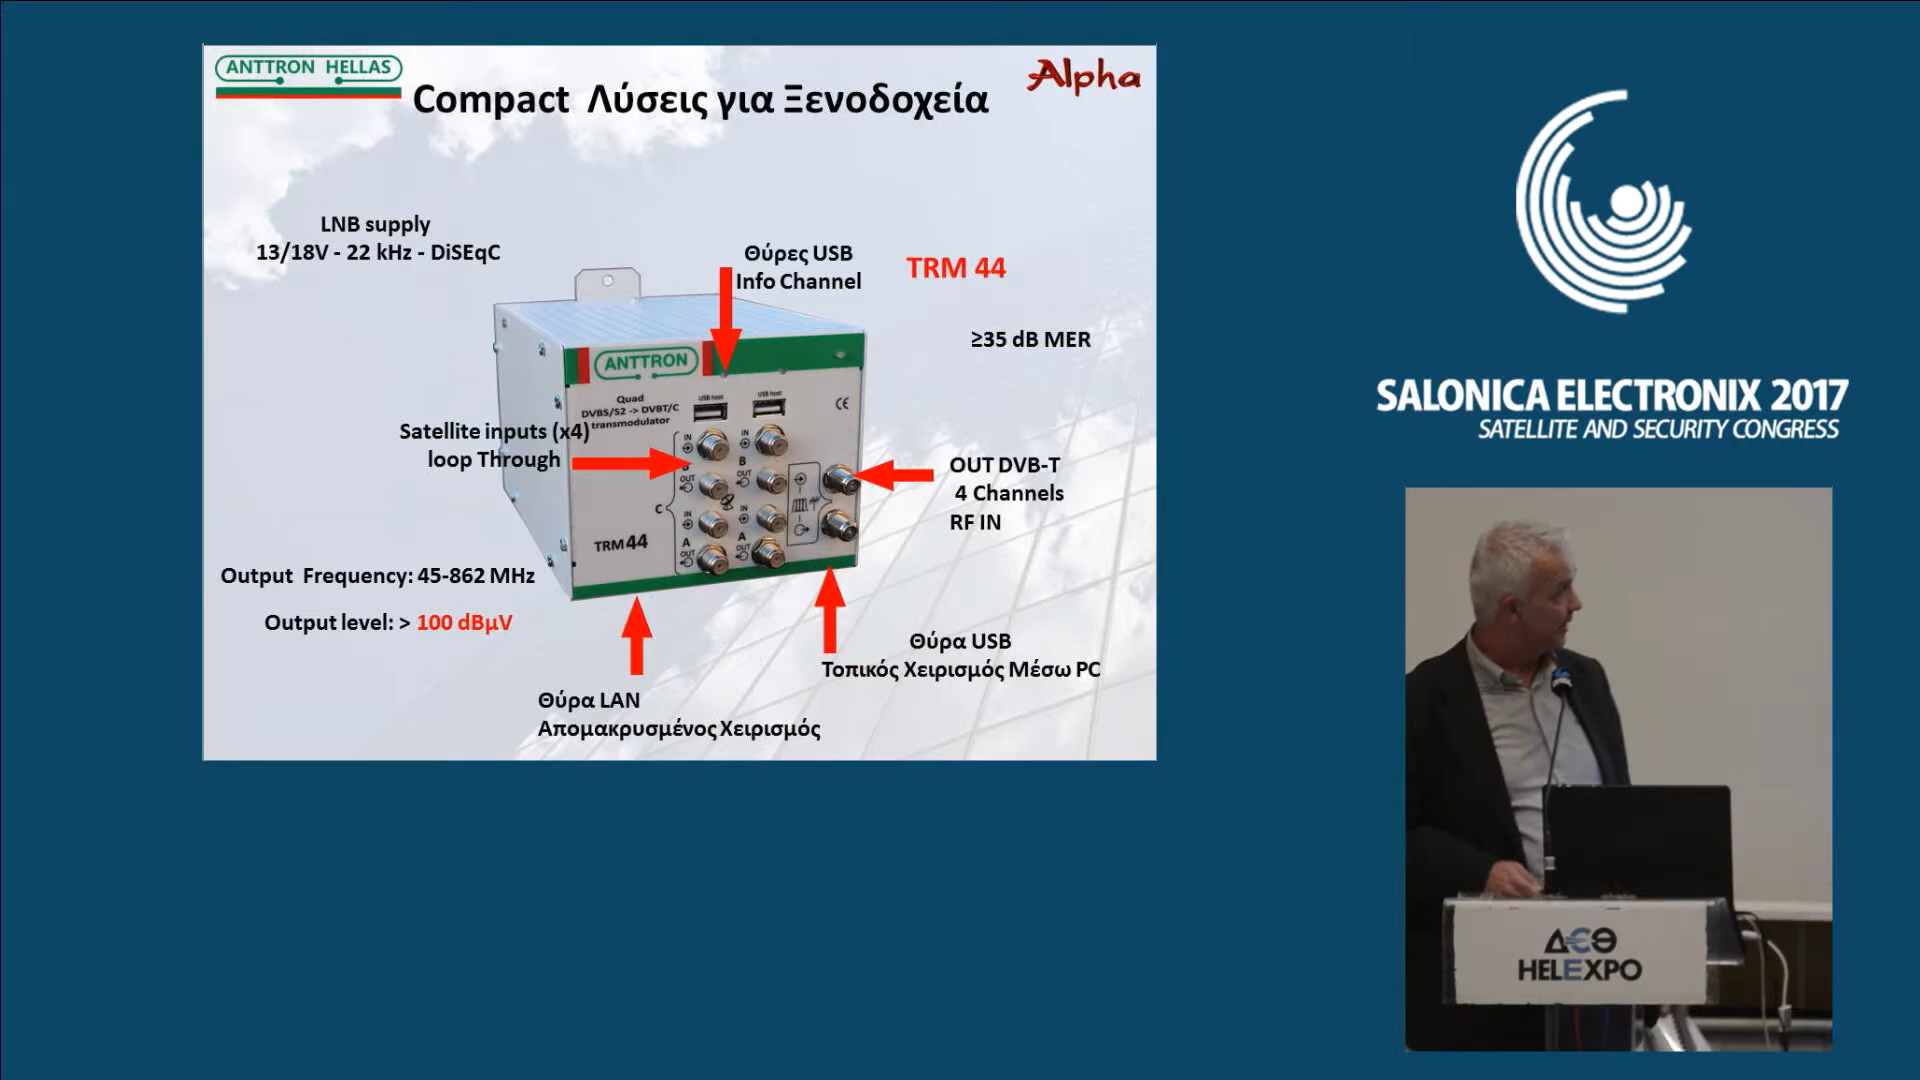 ANTTRON HELLAS
Compact Λύσεις για Ξενοδοχεία
Alpha
LNB supply
13/18V - 22 kHz - DiSEqC
Θύρες USB
Info Channel
TRM 44
≥35 dB MER
ANTTRON
Quad
DVBS/S2 -> DVBT/C
transmodulator
USB host
USB host
CE
Satellite inputs (x4)
loop Through
IN
IN
B
B
OUT
OUT
C
IN
IN
A
A
OUT
OUT
TRM44
OUT DVB-T
4 Channels
RF IN
Output Frequency: 45-862 MHz
Output level: > 100 dBμV
Θύρα USB
Τοπικός Χειρισμός Μέσω PC
Θύρα LAN
Απομακρυσμένος Χειρισμός
SALONICA ELECTRONIX 2017
SATELLITE AND SECURITY CONGRESS
ΔΕΘ
HELEXPO